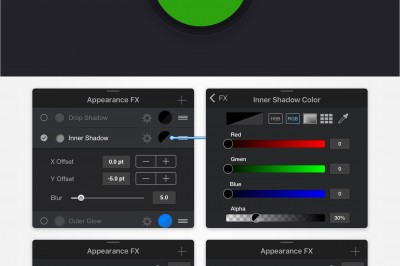 Appearance FX
Drop Shadow
Inner Shadow
X Offset 0.0 pt
Y Offset -5.0 pt
Blur 5.0
Outer Glow
FX Inner Shadow Color
HSB RGB
Red
0
Green
0
Blue
0
Alpha
30%
Appearance FX
Appearance FX